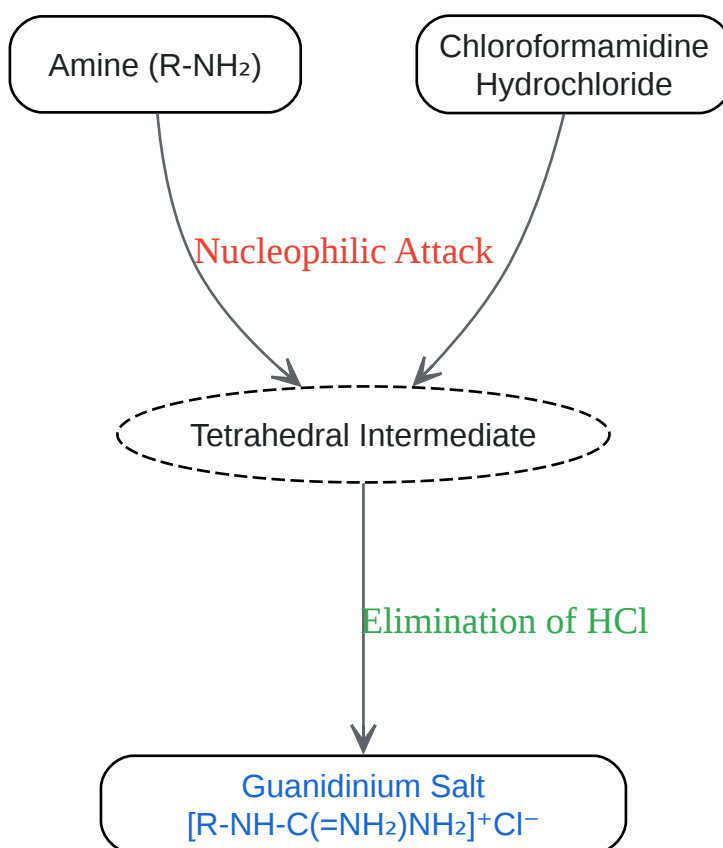 Amine (R-NH₂)
Chloroformamidine
Hydrochloride
Nucleophilic Attack
Tetrahedral Intermediate
Elimination of HCl
Guanidinium Salt
[R-NH-C(=NH₂)NH₂]⁺Cl⁻